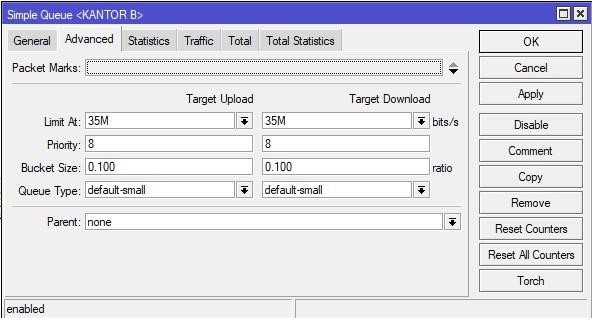 Simple Queue <KANTOR B>
General Advanced Statistics Traffic Total Total Statistics
Packet Marks:
Target Upload Target Download
Limit At: 35M 35M bits/s
Priority: 8 8
Bucket Size: 0.100 0.100 ratio
Queue Type: default-small default-small
Parent: none
OK
Cancel
Apply
Disable
Comment
Copy
Remove
Reset Counters
Reset All Counters
Torch
enabled